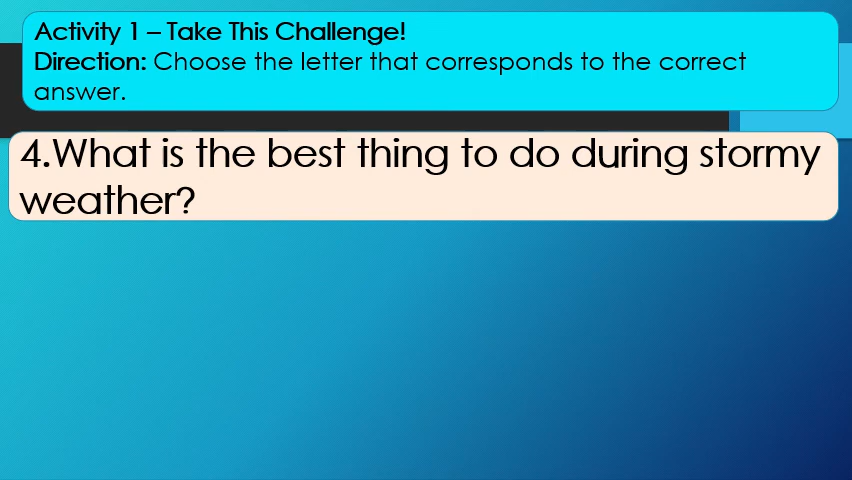 Activity 1 – Take This Challenge!
Direction: Choose the letter that corresponds to the correct
answer.
4.What is the best thing to do during stormy
weather?